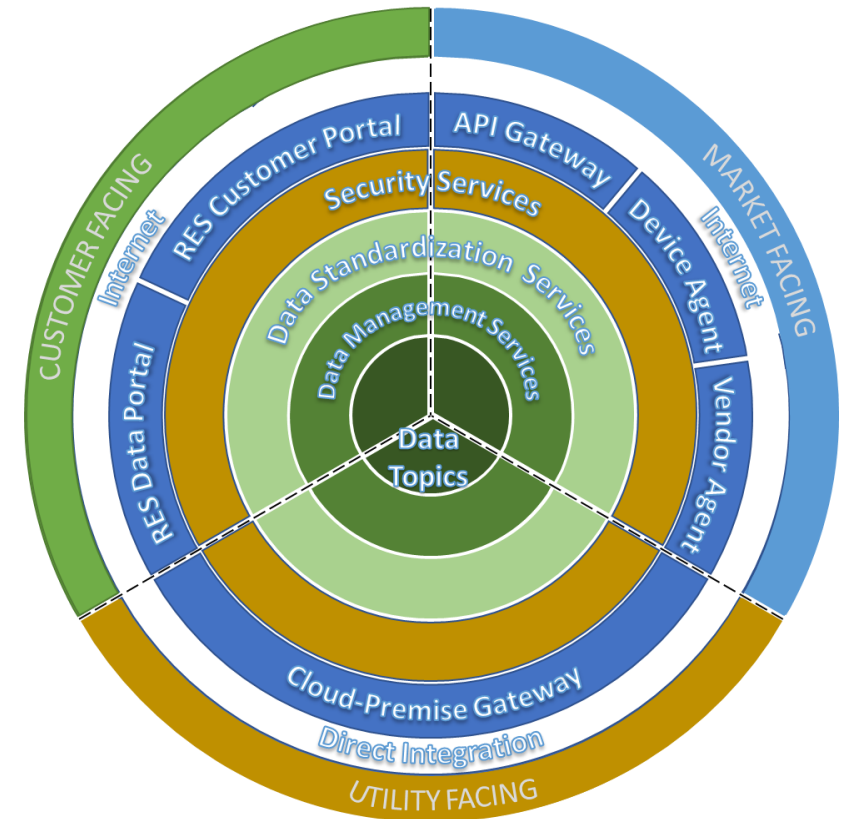 CUSTOMER FACING
MARKET FACING
UTILITY FACING
Internet
Internet
Direct Integration
RES Customer Portal
RES Data Portal
API Gateway
Device Agent
Vendor Agent
Cloud-Premise Gateway
Security Services
Data Standardization Services
Data Management Services
Data
Topics